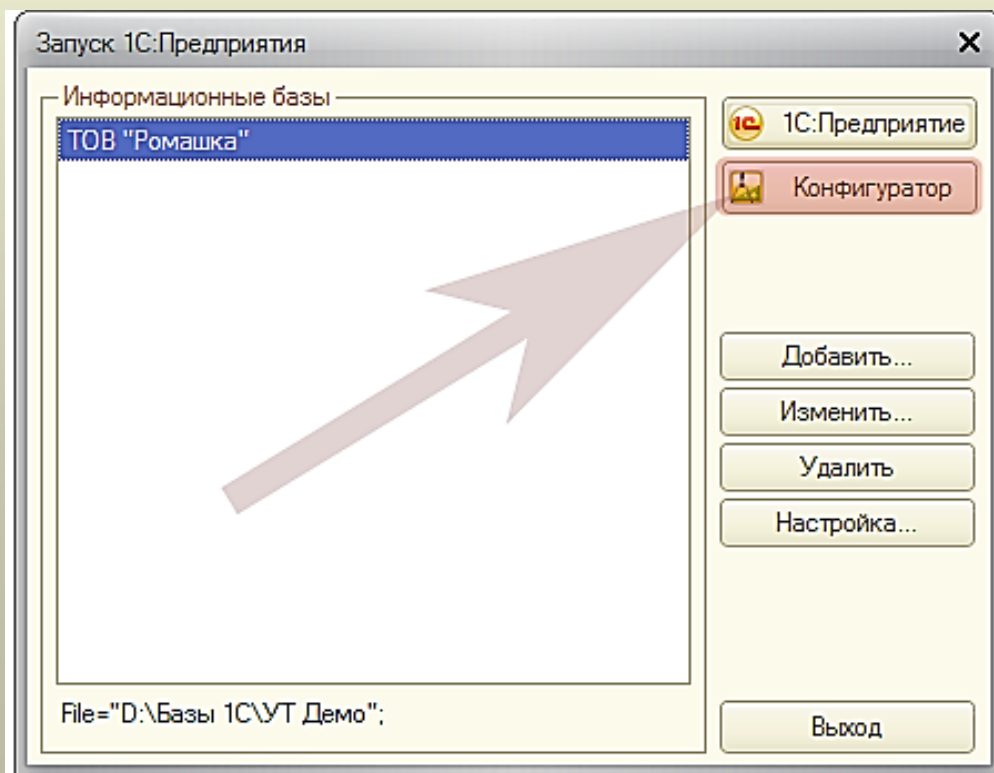 Запуск 1С:Предприятия
Информационные базы
ТОВ "Ромашка"
1С:Предприятие
Конфигуратор
Добавить...
Изменить...
Удалить
Настройка...
File="D:\Базы 1С\УТ Демо";
Выход